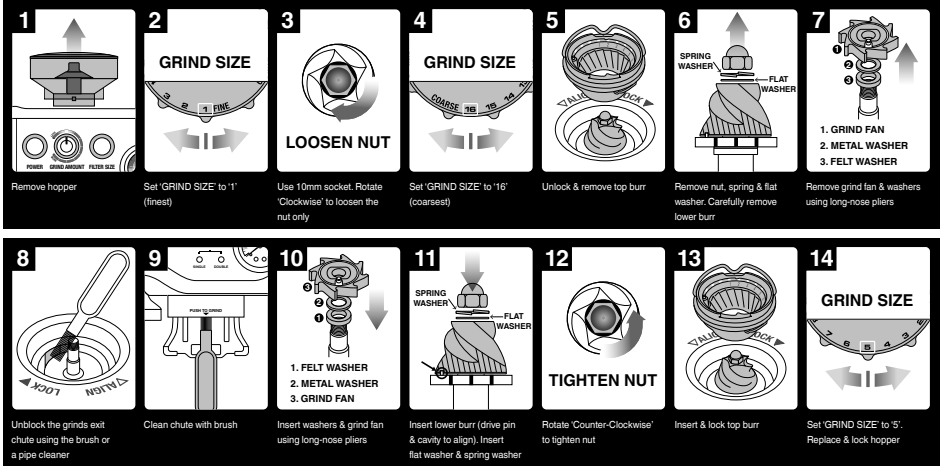 1
POWER GRIND AMOUNT FILTER SIZE
Remove hopper
2
GRIND SIZE
3 2 1 FINE
Set 'GRIND SIZE' to '1'
(finest)
3
LOOSEN NUT
Use 10mm socket. Rotate
'Clockwise' to loosen the
nut only
4
GRIND SIZE
COARSE 16 15 14 13
Set 'GRIND SIZE' to '16'
(coarsest)
5
Unlock & remove top burr
6
SPRING
WASHER
FLAT
WASHER
Remove nut, spring & flat
washer. Carefully remove
lower burr
7
1
2
3
1. GRIND FAN
2. METAL WASHER
3. FELT WASHER
Remove grind fan & washers
using long-nose pliers
8
LOCK ALIGN
Unblock the grinds exit
chute using the brush or
a pipe cleaner
9
SINGLE DOUBLE
PUSH TO GRIND
Clean chute with brush
10
3
2
1
1. FELT WASHER
2. METAL WASHER
3. GRIND FAN
Insert washers & grind fan
using long-nose pliers
11
SPRING
WASHER
FLAT
WASHER
Insert lower burr (drive pin
& cavity to align). Insert
flat washer & spring washer
12
TIGHTEN NUT
Rotate 'Counter-Clockwise'
to tighten nut
13
Insert & lock top burr
14
GRIND SIZE
7 6 5 4 3
Set 'GRIND SIZE' to '5'.
Replace & lock hopper